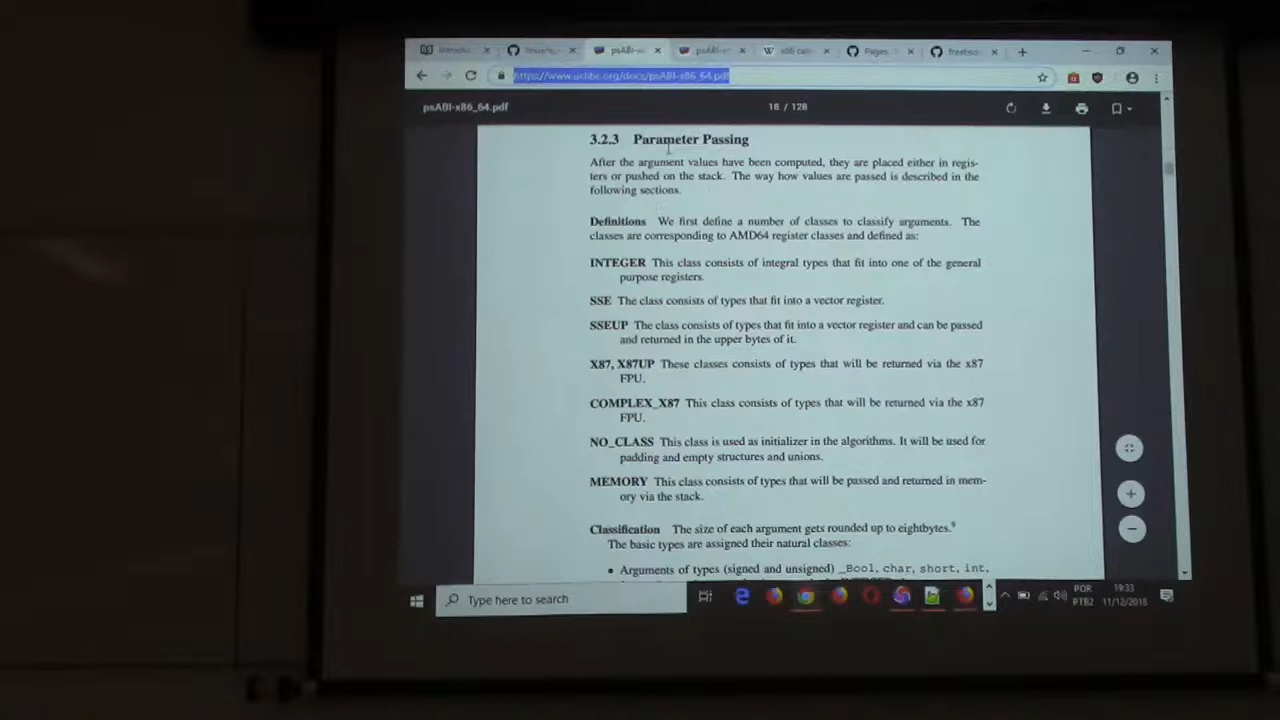 https://www.uclibc.org/docs/psABI-x86_64.pdf
psABI-x86_64.pdf
18 / 128
3.2.3 Parameter Passing
After the argument values have been computed, they are placed either in regis-
ters or pushed on the stack. The way how values are passed is described in the
following sections.
Definitions We first define a number of classes to classify arguments. The
classes are corresponding to AMD64 register classes and defined as:
INTEGER This class consists of integral types that fit into one of the general
purpose registers.
SSE The class consists of types that fit into a vector register.
SSEUP The class consists of types that fit into a vector register and can be passed
and returned in the upper bytes of it.
X87, X87UP These classes consists of types that will be returned via the x87
FPU.
COMPLEX_X87 This class consists of types that will be returned via the x87
FPU.
NO_CLASS This class is used as initializer in the algorithms. It will be used for
padding and empty structures and unions.
MEMORY This class consists of types that will be passed and returned in mem-
ory via the stack.
Classification The size of each argument gets rounded up to eightbytes.9
The basic types are assigned their natural classes:
• Arguments of types (signed and unsigned) _Bool, char, short, int,
Type here to search
POR
PTB2
19:33
11/12/2018